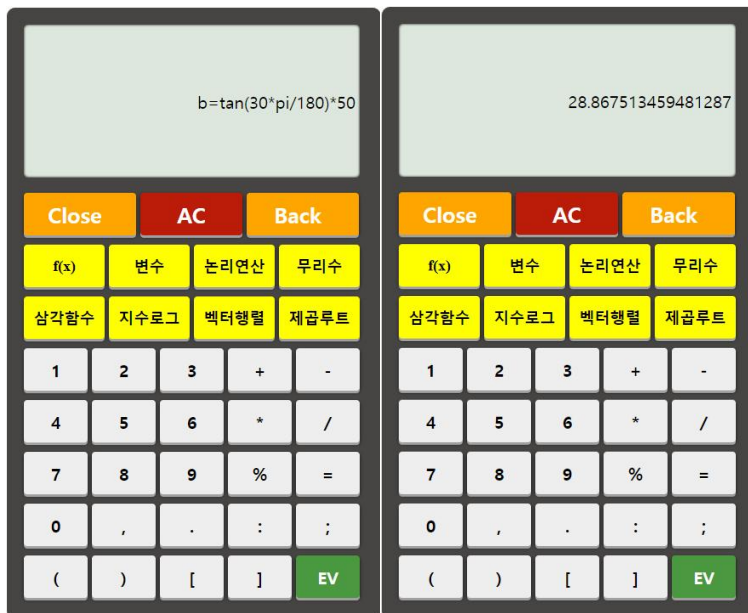 b=tan(30*pi/180)*50
Close AC Back
f(x) 변수 논리연산 무리수
삼각함수 지수로그 벡터행렬 제곱루트
1 2 3 + -
4 5 6 * /
7 8 9 % =
0 , . : ;
( ) [ ] EV
28.867513459481287
Close AC Back
f(x) 변수 논리연산 무리수
삼각함수 지수로그 벡터행렬 제곱루트
1 2 3 + -
4 5 6 * /
7 8 9 % =
0 , . : ;
( ) [ ] EV